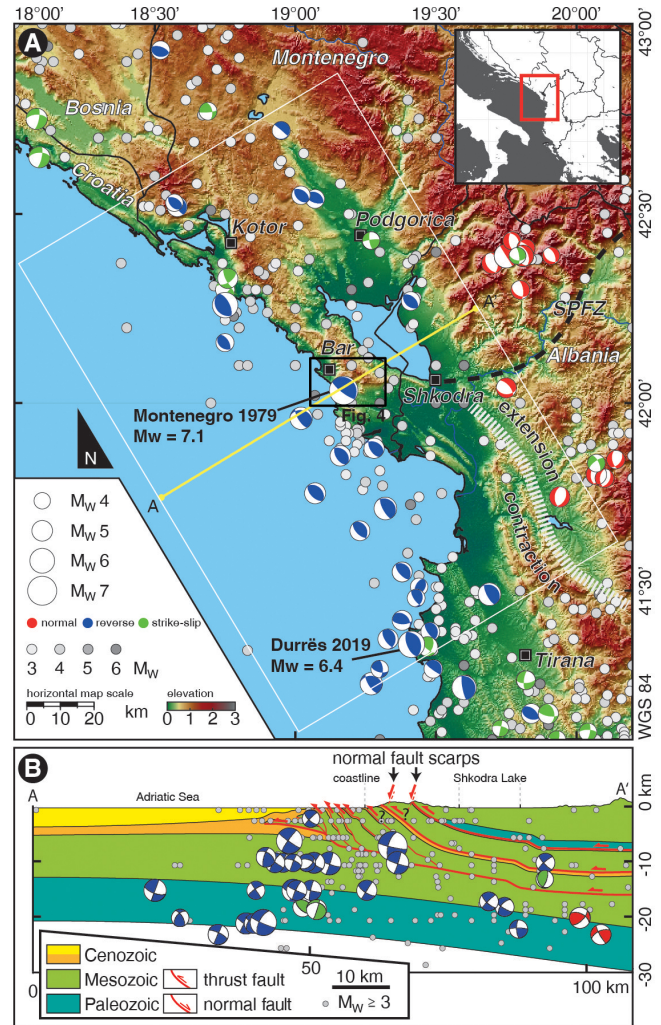 A
18°00'
18°30'
19°00'
19°30'
20°00'
43°00'
Montenegro
Bosnia
Croatia
Kotor
Podgorica
42°30'
A'
SPFZ
Albania
Bar
Shkodra
Montenegro 1979
Mw = 7.1
Fig. 4
42°00'
extension
contraction
N
A
MW 4
MW 5
MW 6
MW 7
normal
reverse
strike-slip
3 4 5 6 MW
horizontal map scale
0 10 20 km
elevation
0 1 2 3
41°30'
Durrës 2019
Mw = 6.4
Tirana
WGS 84
B
normal fault scarps
A
Adriatic Sea
coastline
Shkodra Lake
A'
0 km
? ?
-10
-20
-30
Cenozoic
Mesozoic
Paleozoic
thrust fault
normal fault
10 km
MW ≥ 3
0
50
100 km